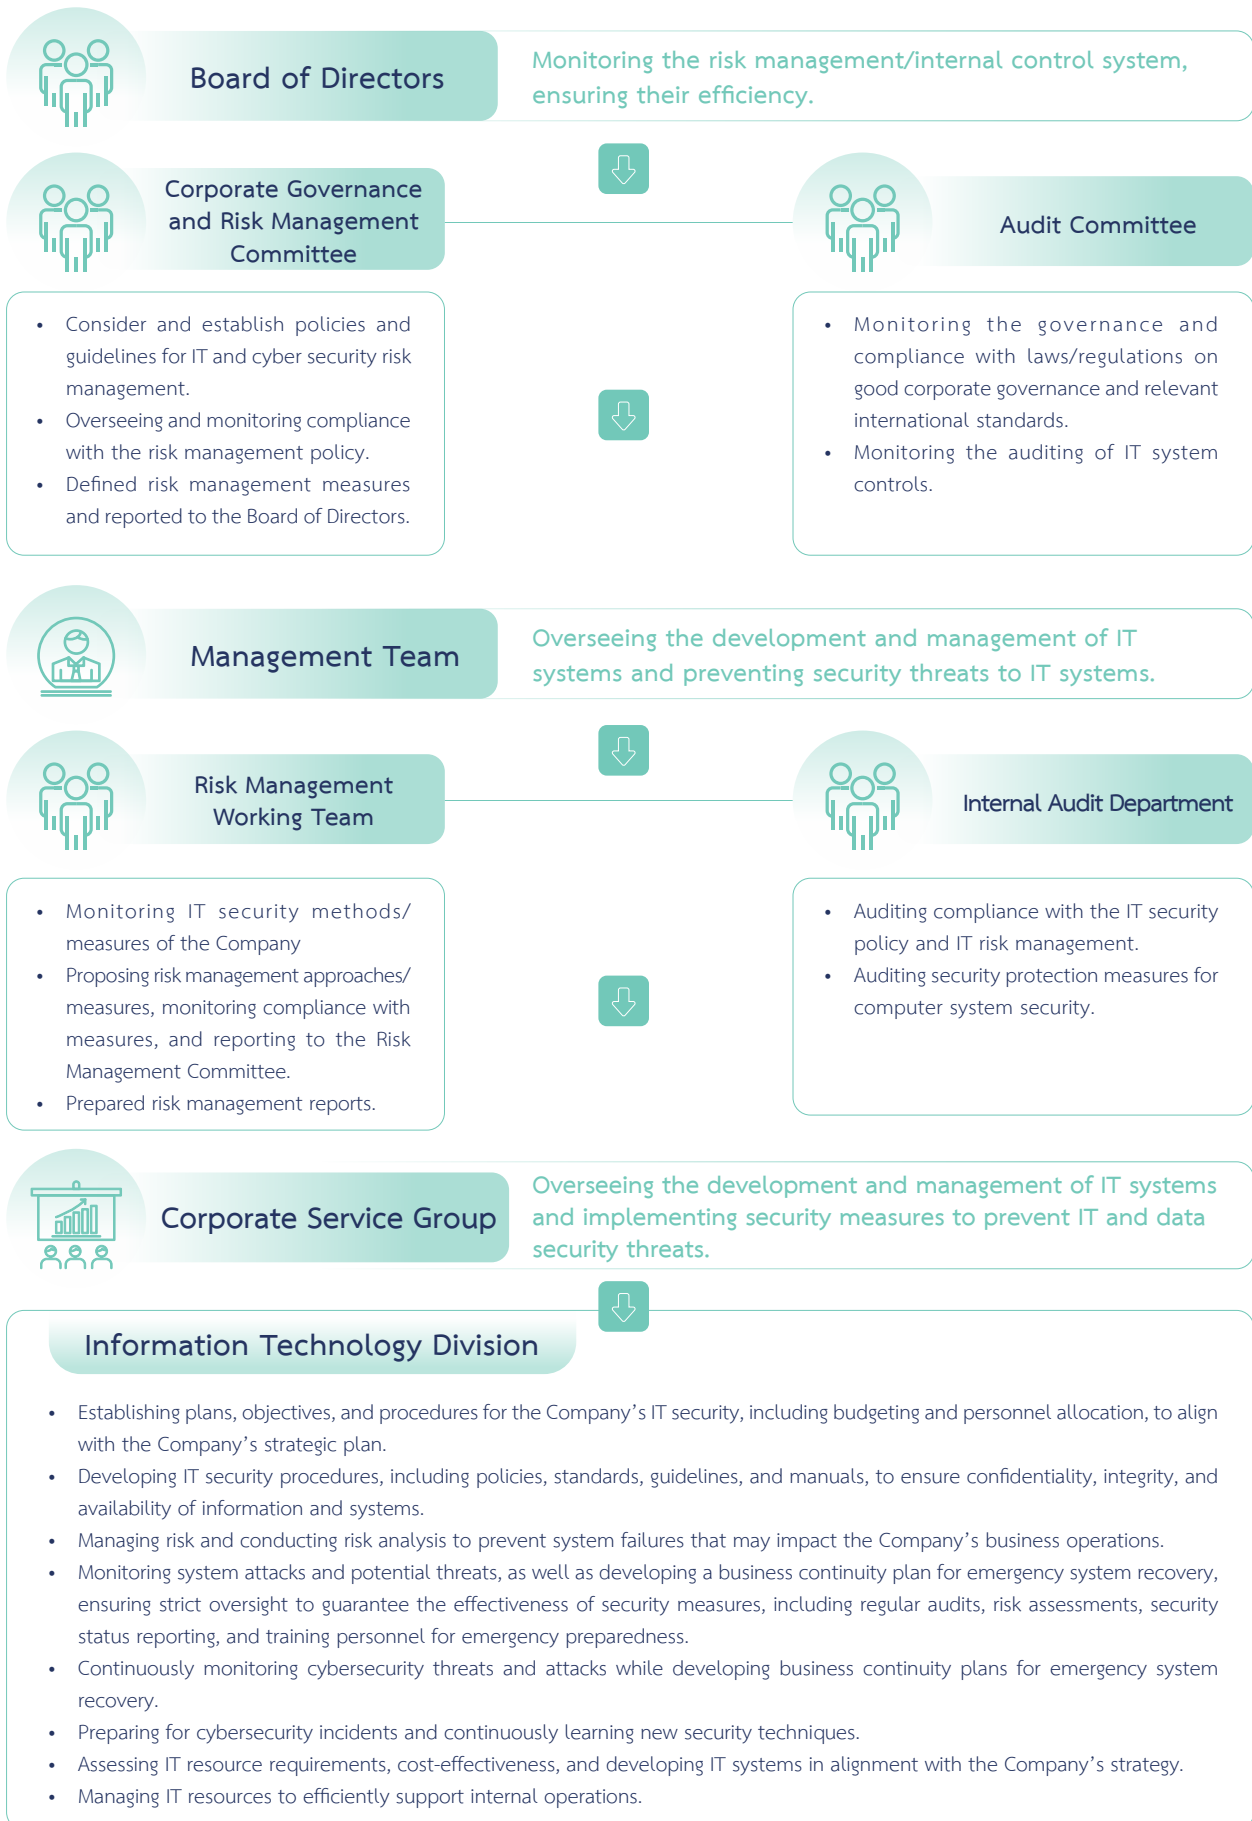 Board of Directors
Monitoring the risk management/internal control system,
ensuring their efficiency.
Corporate Governance
and Risk Management
Committee
Audit Committee
• Consider and establish policies and
guidelines for IT and cyber security risk
management.
• Overseeing and monitoring compliance
with the risk management policy.
• Defined risk management measures
and reported to the Board of Directors.
• Monitoring the governance and
compliance with laws/regulations on
good corporate governance and relevant
international standards.
• Monitoring the auditing of IT system
controls.
Management Team
Overseeing the development and management of IT
systems and preventing security threats to IT systems.
Risk Management
Working Team
Internal Audit Department
• Monitoring IT security methods/
measures of the Company
• Proposing risk management approaches/
measures, monitoring compliance with
measures, and reporting to the Risk
Management Committee.
• Prepared risk management reports.
• Auditing compliance with the IT security
policy and IT risk management.
• Auditing security protection measures for
computer system security.
Corporate Service Group
Overseeing the development and management of IT systems
and implementing security measures to prevent IT and data
security threats.
Information Technology Division
• Establishing plans, objectives, and procedures for the Company's IT security, including budgeting and personnel allocation, to align
with the Company's strategic plan.
• Developing IT security procedures, including policies, standards, guidelines, and manuals, to ensure confidentiality, integrity, and
availability of information and systems.
• Managing risk and conducting risk analysis to prevent system failures that may impact the Company's business operations.
• Monitoring system attacks and potential threats, as well as developing a business continuity plan for emergency system recovery,
ensuring strict oversight to guarantee the effectiveness of security measures, including regular audits, risk assessments, security
status reporting, and training personnel for emergency preparedness.
• Continuously monitoring cybersecurity threats and attacks while developing business continuity plans for emergency system
recovery.
• Preparing for cybersecurity incidents and continuously learning new security techniques.
• Assessing IT resource requirements, cost-effectiveness, and developing IT systems in alignment with the Company's strategy.
• Managing IT resources to efficiently support internal operations.